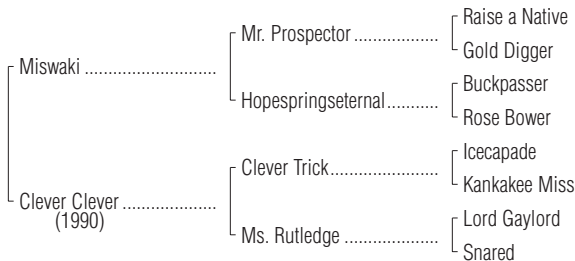 Raise a Native
Mr. Prospector ..................
Gold Digger
Miswaki ............................
Buckpasser
Hopespringseternal...........
Rose Bower
Icecapade
Clever Trick.......................
Kankakee Miss
Clever Clever ....................
(1990)
Lord Gaylord
Ms. Rutledge ....................
Snared